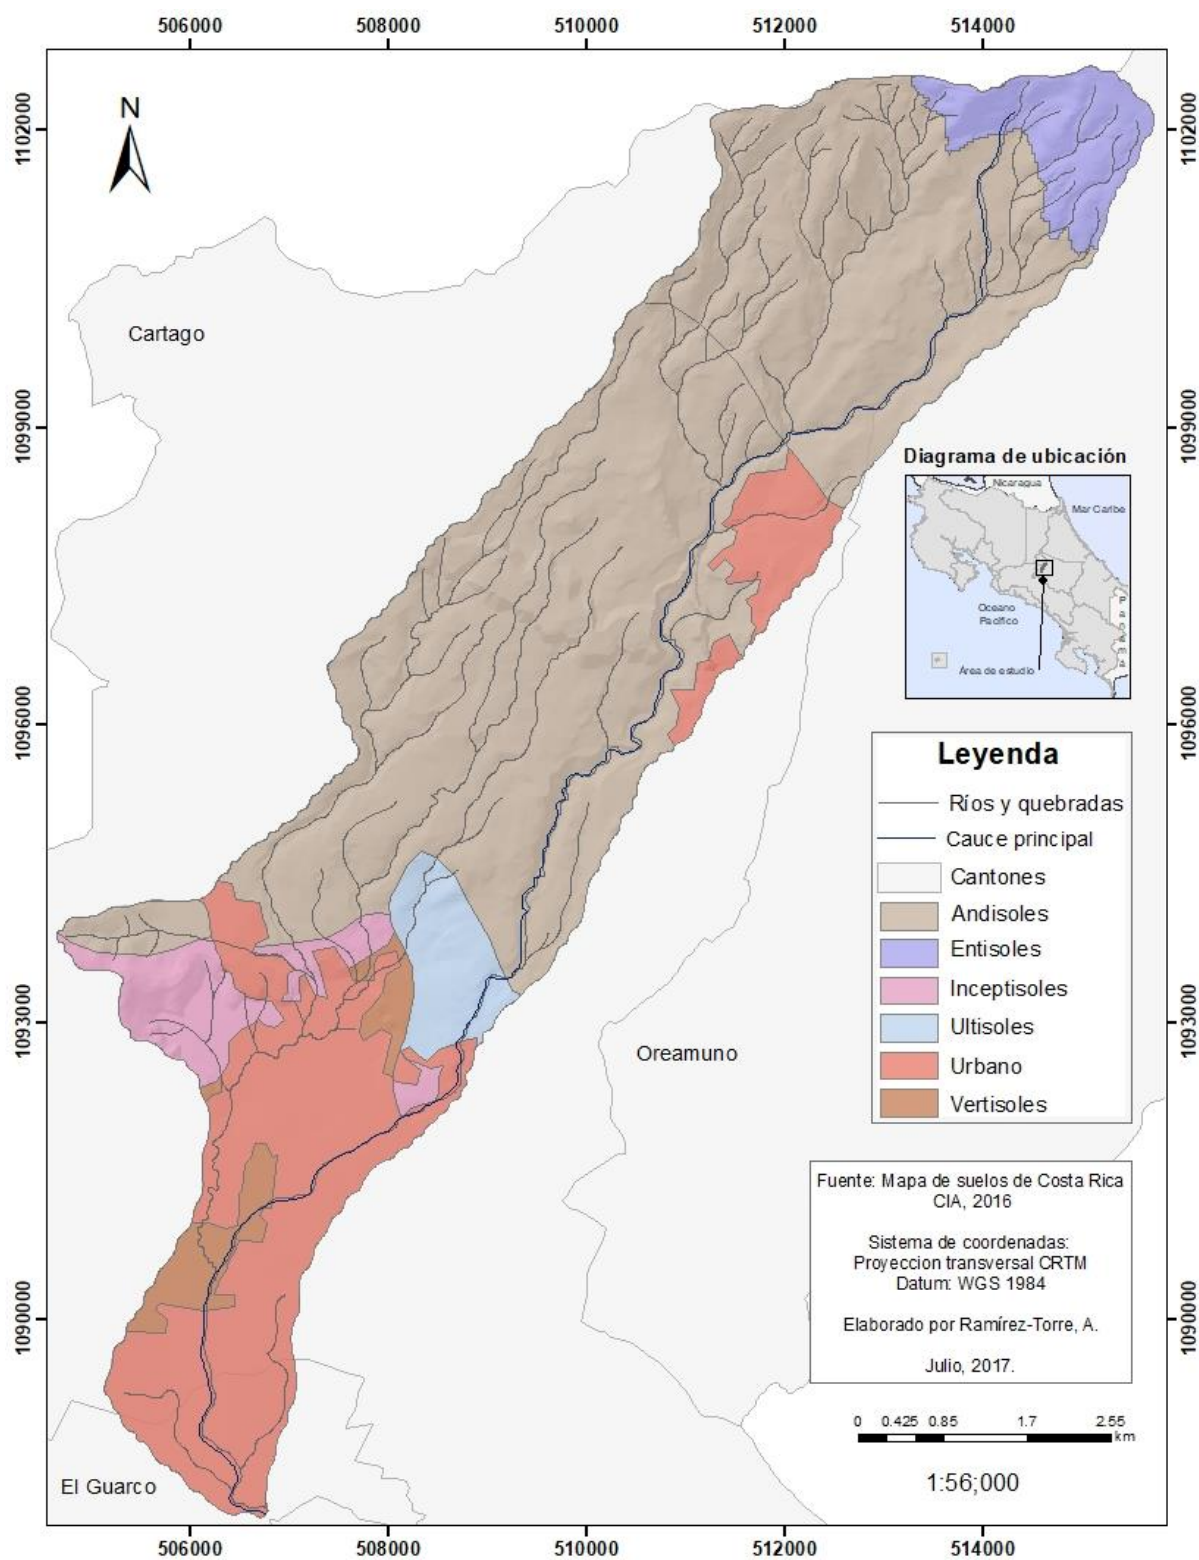 506000 508000 510000 512000 514000
1102000 1102000
N
Cartago
1099000 1099000
Diagrama de ubicación
Nicaragua
Mar Caribe
Oceano
Pacífico
Panamá
Área de estudio
1096000 1096000
Leyenda
Ríos y quebradas
Cauce principal
Cantones
Andisoles
Entisoles
Inceptisoles
Ultisoles
Urbano
Vertisoles
1093000 1093000
Oreamuno
Fuente: Mapa de suelos de Costa Rica
CIA, 2016
Sistema de coordenadas:
Proyeccion transversal CRTM
Datum: WGS 1984
Elaborado por Ramírez-Torre, A.
Julio, 2017.
1090000 1090000
0 0.425 0.85 1.7 2.55
km
1:56;000
El Guarco
506000 508000 510000 512000 514000